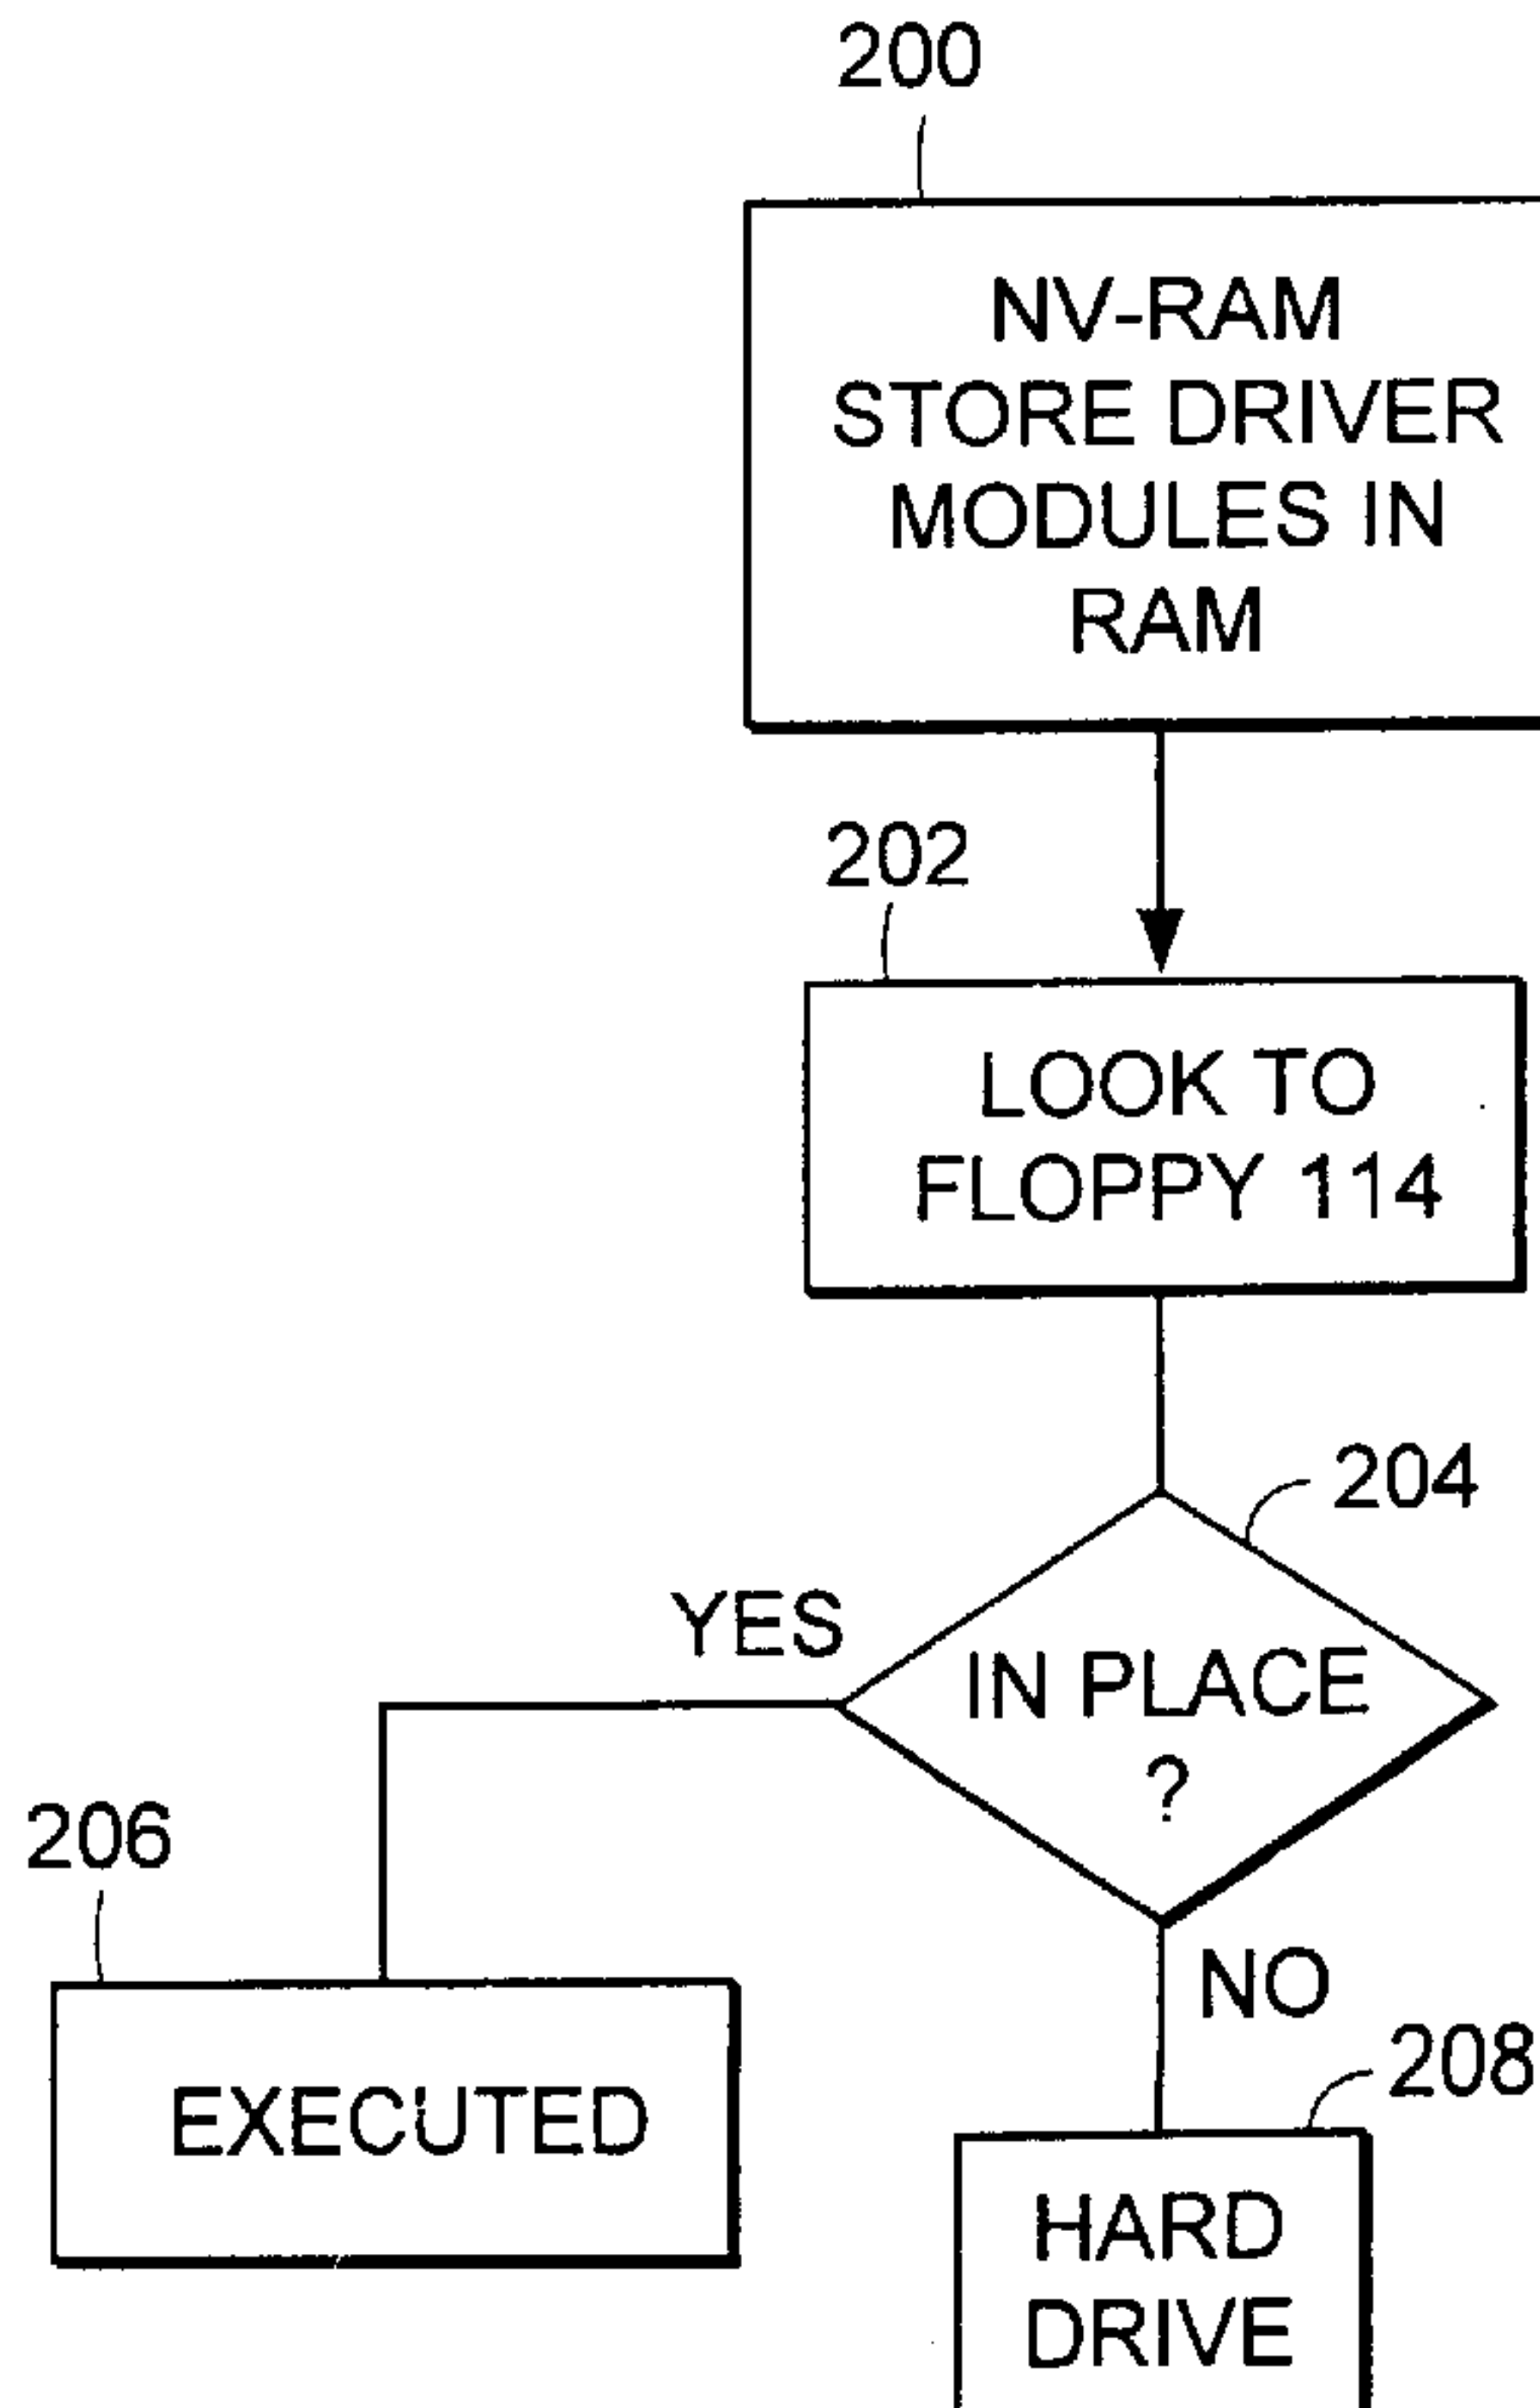 200
NV-RAM
STORE DRIVER
MODULES IN
RAM
202
LOOK TO
FLOPPY 114
204
YES
IN PLACE
?
206
NO
208
EXECUTED
HARD
DRIVE